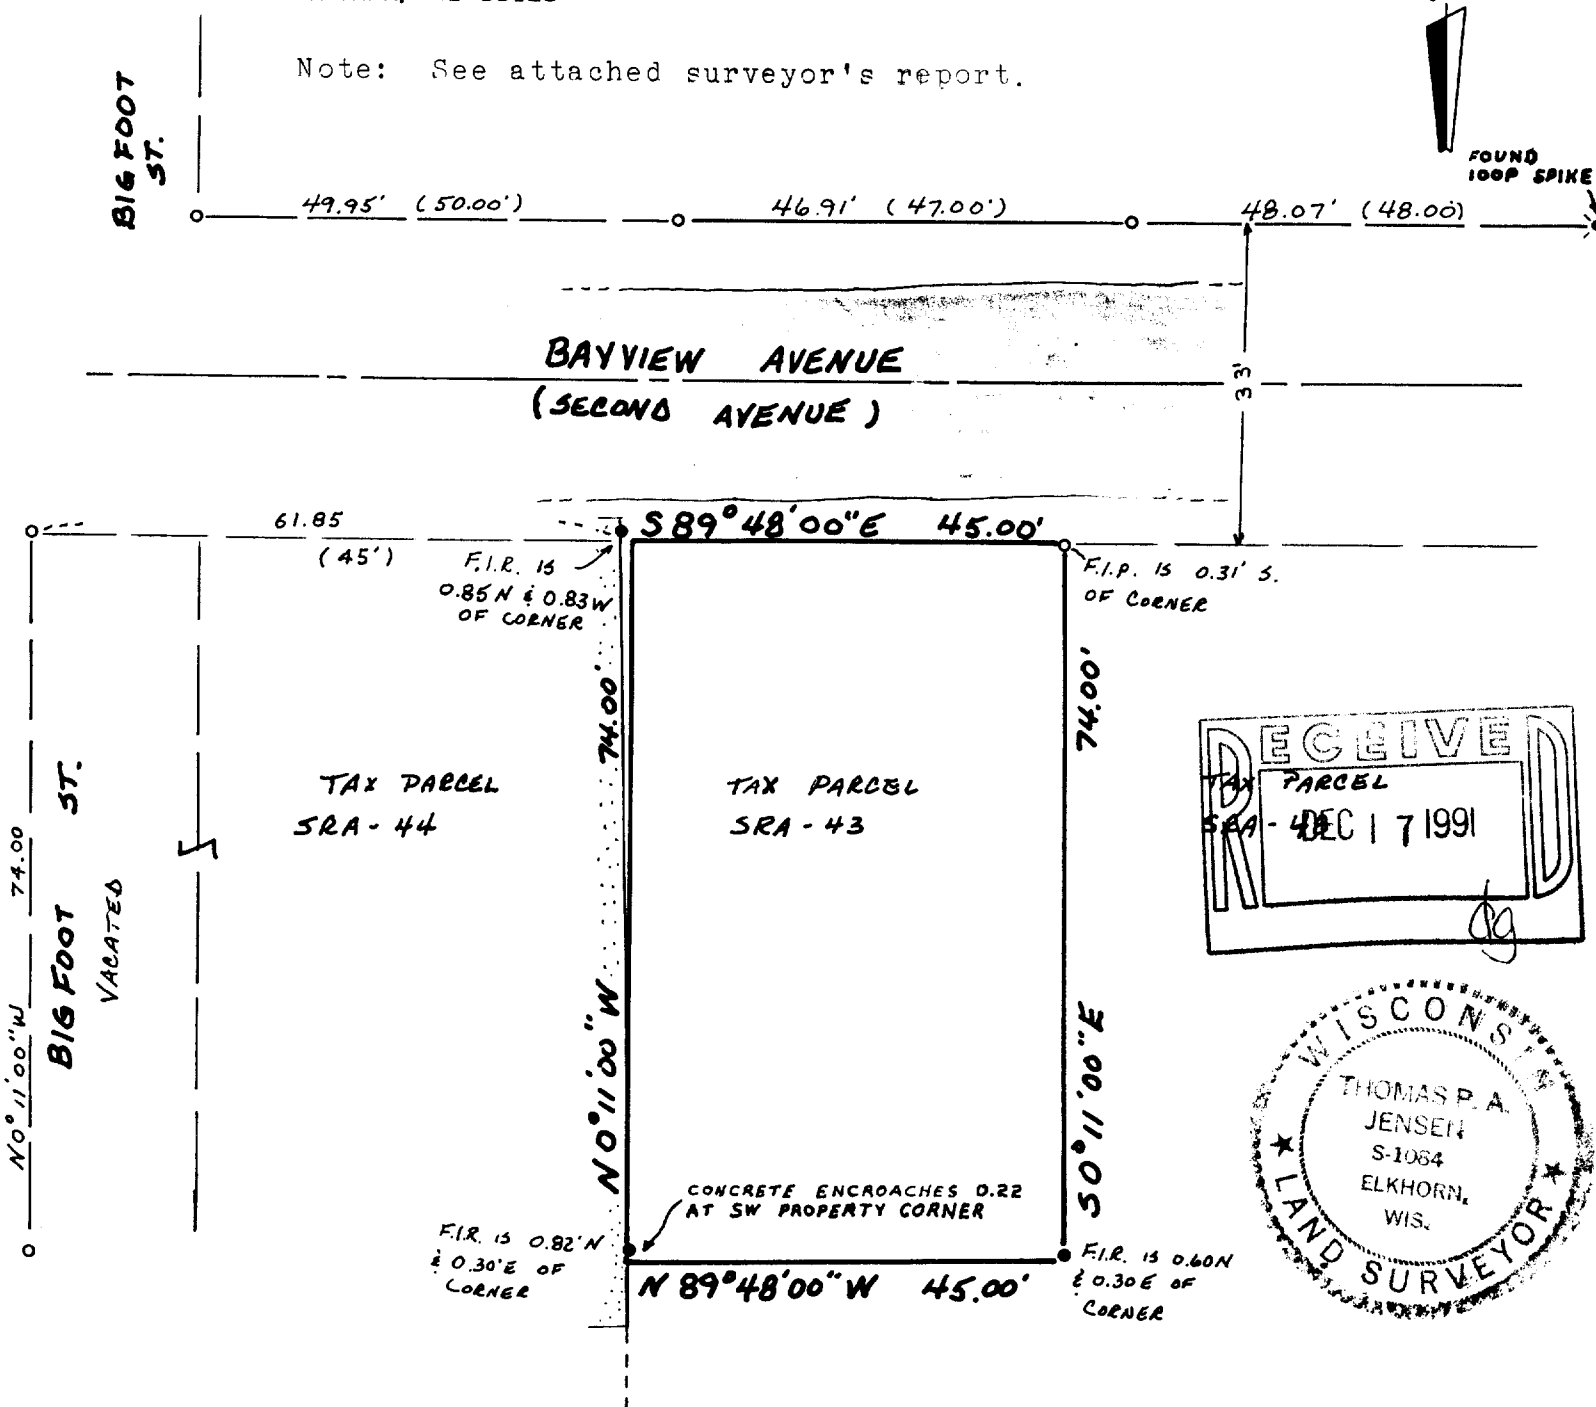 Note: See attached surveyor's report.
BIG FOOT
ST.
FOUND
100P SPIKE
49.95' (50.00')
46.91' (47.00')
48.07' (48.00)
BAYVIEW AVENUE
(SECOND AVENUE)
33'
61.85
(45')
S 89° 48' 00" E 45.00'
F.I.R. IS
0.85 N & 0.83 W
OF CORNER
F.I.P. IS 0.31' S.
OF CORNER
74.00'
74.00'
TAX PARCEL
SRA - 44
TAX PARCEL
SRA - 43
TAX PARCEL
RECEIVED
DEC 17 1991
dg
N 0° 11' 00" W 74.00
BIG FOOT ST.
VACATED
N 0° 11' 00" W
S 0° 11' 00" E
CONCRETE ENCROACHES 0.22
AT SW PROPERTY CORNER
F.I.R. IS 0.82' N
& 0.30' E OF
CORNER
F.I.R. IS 0.60 N
& 0.30 E OF
CORNER
N 89° 48' 00" W 45.00'
WISCONSIN
THOMAS P. A.
JENSEN
S-1084
ELKHORN,
WIS.
LAND SURVEYOR